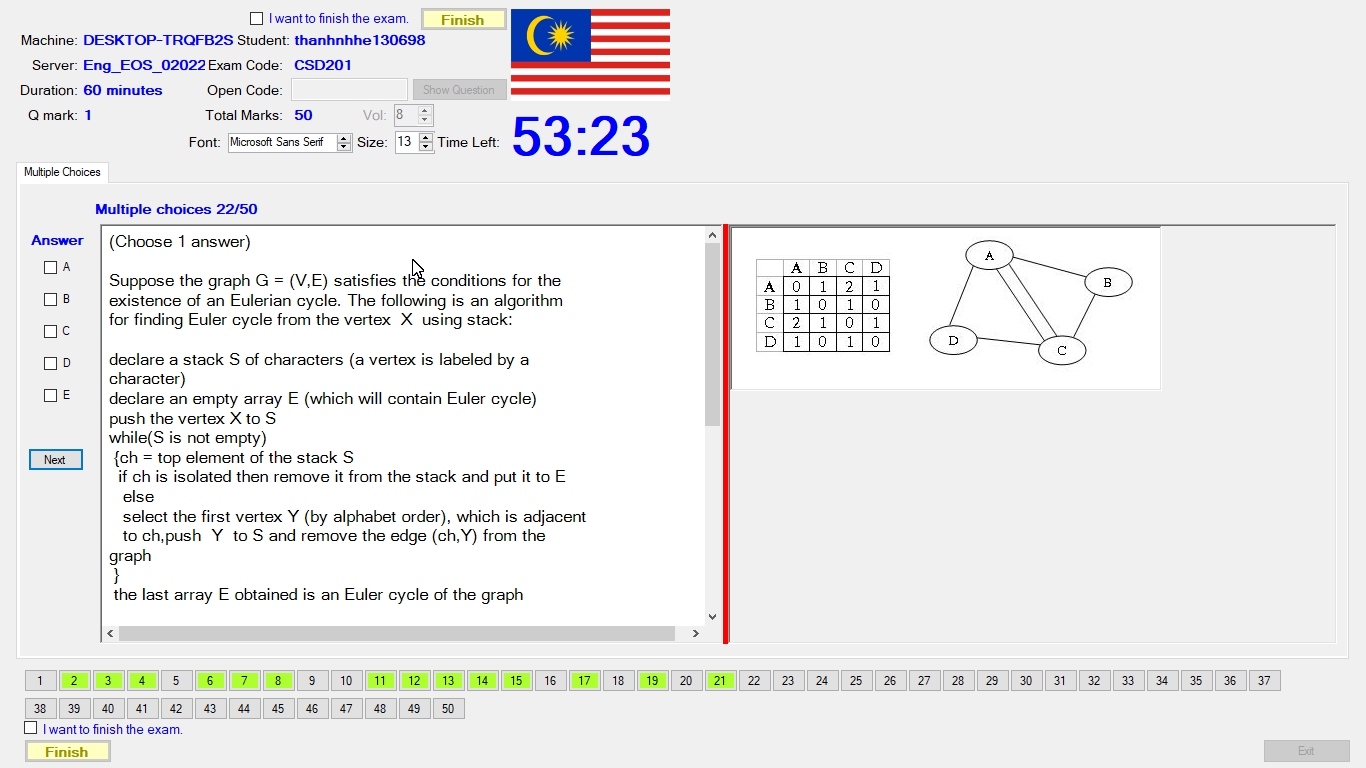 I want to finish the exam.
Finish
Machine: DESKTOP-TRQFB2S Student: thanhnhhe130698
Server: Eng_EOS_02022 Exam Code: CSD201
Duration: 60 minutes Open Code: Show Question
Q mark: 1 Total Marks: 50 Vol: 8
Font: Microsoft Sans Serif Size: 13 Time Left: 53:23
Multiple Choices
Multiple choices 22/50
Answer
A
B
C
D
E
Next
(Choose 1 answer)
Suppose the graph G = (V,E) satisfies the conditions for the
existence of an Eulerian cycle. The following is an algorithm
for finding Euler cycle from the vertex X using stack:
declare a stack S of characters (a vertex is labeled by a
character)
declare an empty array E (which will contain Euler cycle)
push the vertex X to S
while(S is not empty)
{ch = top element of the stack S
if ch is isolated then remove it from the stack and put it to E
else
select the first vertex Y (by alphabet order), which is adjacent
to ch,push Y to S and remove the edge (ch,Y) from the
graph
}
the last array E obtained is an Euler cycle of the graph
A B C D
A 0 1 2 1
B 1 0 1 0
C 2 1 0 1
D 1 0 1 0
A
B
D
C
1 2 3 4 5 6 7 8 9 10 11 12 13 14 15 16 17 18 19 20 21 22 23 24 25 26 27 28 29 30 31 32 33 34 35 36 37
38 39 40 41 42 43 44 45 46 47 48 49 50
I want to finish the exam.
Finish
Exit